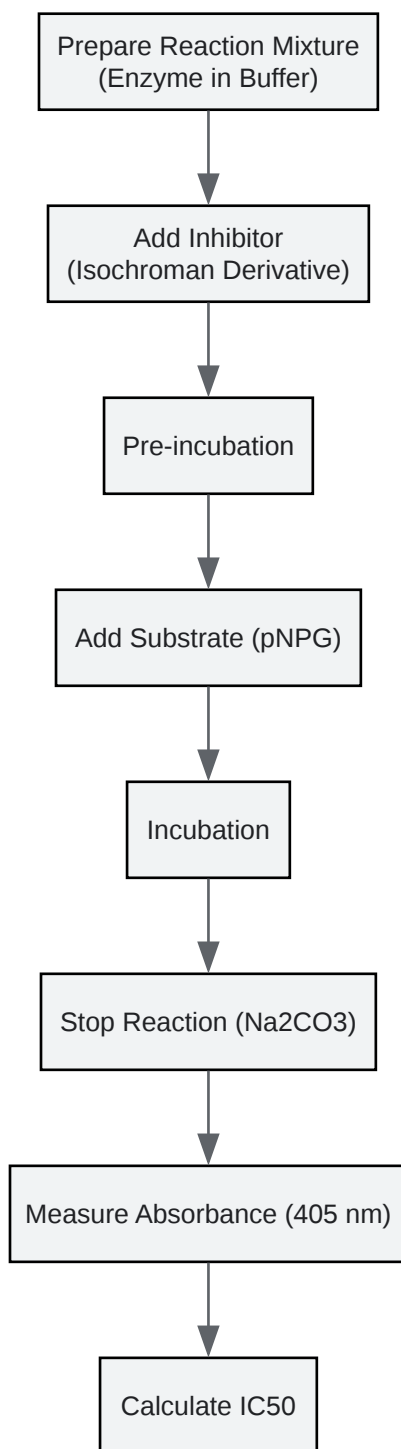 Prepare Reaction Mixture
(Enzyme in Buffer)
Add Inhibitor
(Isochroman Derivative)
Pre-incubation
Add Substrate (pNPG)
Incubation
Stop Reaction (Na2CO3)
Measure Absorbance (405 nm)
Calculate IC50